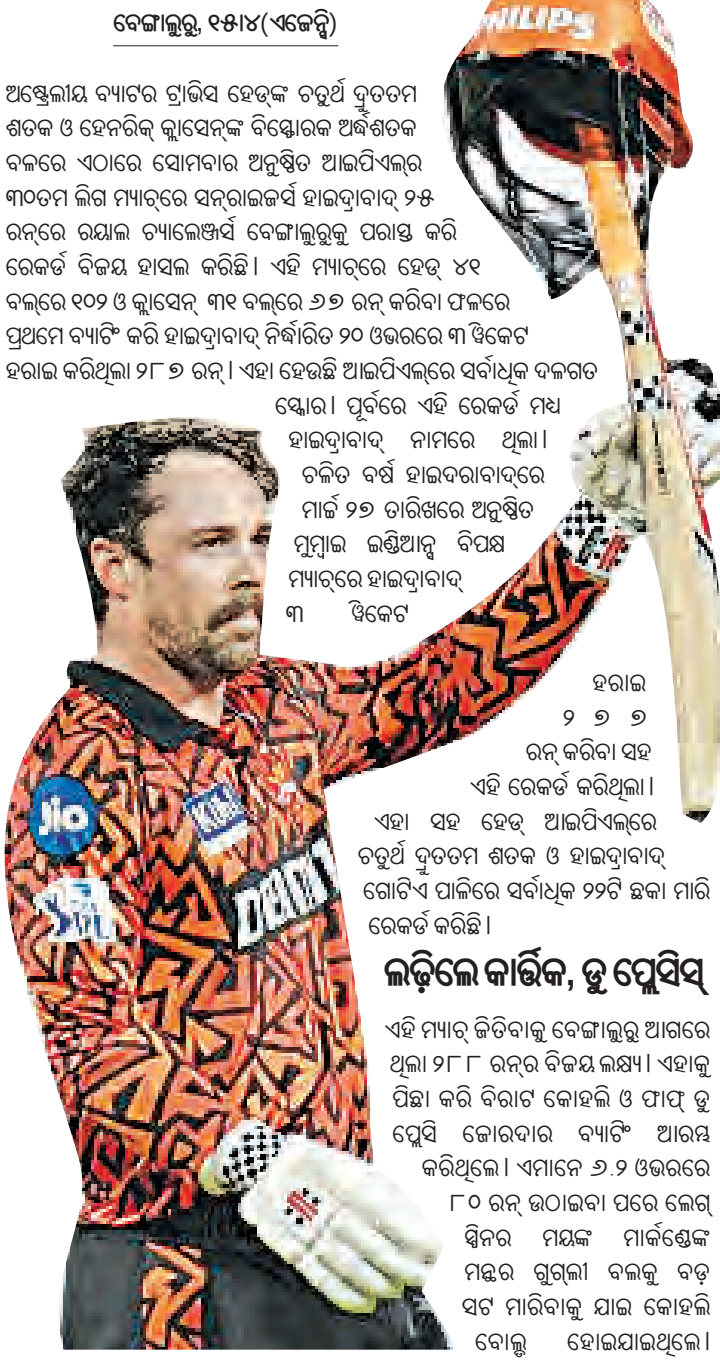 ବେଙ୍ଗାଲୁରୁ, ୧୫।୪(ଏଜେନ୍ସି)
ଅଷ୍ଟ୍ରେଲୀୟ ବ୍ୟାଟର ଟ୍ରାଭିସ ହେଡ୍‌ଙ୍କ ଚତୁର୍ଥ ଦ୍ରୁତତମ
ଶତକ ଓ ହେନରିକ୍ କ୍ଲାସେନ୍‌ଙ୍କ ବିସ୍ଫୋରକ ଅର୍ଦ୍ଧଶତକ
ବଳରେ ଏଠାରେ ସୋମବାର ଅନୁଷ୍ଠିତ ଆଇପିଏଲ୍‌ର
୩୦ତମ ଲିଗ ମ୍ୟାଚ୍‌ରେ ସନ୍‌ରାଇଜର୍ସ ହାଇଦ୍ରାବାଦ୍ ୨୫
ରନ୍‌ରେ ରୟାଲ ଚ୍ୟାଲେଞ୍ଜର୍ସ ବେଙ୍ଗାଲୁରୁକୁ ପରାସ୍ତ କରି
ରେକର୍ଡ ବିଜୟ ହାସଲ କରିଛି। ଏହି ମ୍ୟାଚ୍‌ରେ ହେଡ୍ ୪୧
ବଲ୍‌ରେ ୧୦୨ ଓ କ୍ଲାସେନ୍ ୩୧ ବଲ୍‌ରେ ୬୭ ରନ୍ କରିବା ଫଳରେ
ପ୍ରଥମେ ବ୍ୟାଟିଂ କରି ହାଇଦ୍ରାବାଦ୍ ନିର୍ଦ୍ଧାରିତ ୨୦ ଓଭରରେ ୩ ୱିକେଟ
ହରାଇ କରିଥିଲା ୨୮୭ ରନ୍। ଏହା ହେଉଛି ଆଇପିଏଲ୍‌ରେ ସର୍ବାଧିକ ଦଳଗତ
ସ୍କୋର। ପୂର୍ବରେ ଏହି ରେକର୍ଡ ମଧ୍ୟ
ହାଇଦ୍ରାବାଦ୍ ନାମରେ ଥିଲା।
ଚଳିତ ବର୍ଷ ହାଇଦରାବାଦ୍‌ରେ
ମାର୍ଚ୍ଚ ୨୭ ତାରିଖରେ ଅନୁଷ୍ଠିତ
ମୁମ୍ବାଇ ଇଣ୍ଡିଆନ୍ସ ବିପକ୍ଷ
ମ୍ୟାଚ୍‌ରେ ହାଇଦ୍ରାବାଦ୍
୩ ୱିକେଟ
ହରାଇ
୨ ୭ ୭
ରନ୍ କରିବା ସହ
ଏହି ରେକର୍ଡ କରିଥିଲା।
ଏହା ସହ ହେଡ୍ ଆଇପିଏଲ୍‌ରେ
ଚତୁର୍ଥ ଦ୍ରୁତତମ ଶତକ ଓ ହାଇଦ୍ରାବାଦ୍
ଗୋଟିଏ ପାଳିରେ ସର୍ବାଧିକ ୨୨ଟି ଛକା ମାରି
ରେକର୍ଡ କରିଛି।
ଲଢ଼ିଲେ କାର୍ତ୍ତିକ, ଡୁ ପ୍ଲେସିସ୍
ଏହି ମ୍ୟାଚ୍ ଜିତିବାକୁ ବେଙ୍ଗାଲୁରୁ ଆଗରେ
ଥିଲା ୨୮୮ ରନ୍‌ର ବିଜୟ ଲକ୍ଷ୍ୟ। ଏହାକୁ
ପିଛା କରି ବିରାଟ କୋହଲି ଓ ଫାଫ୍ ଡୁ
ପ୍ଲେସି ଜୋରଦାର ବ୍ୟାଟିଂ ଆରମ୍ଭ
କରିଥିଲେ। ଏମାନେ ୬.୨ ଓଭରରେ
୮୦ ରନ୍ ଉଠାଇବା ପରେ ଲେଗ୍
ସ୍ପିନର ମୟଙ୍କ ମାର୍କଣ୍ଡେଙ୍କ
ମନ୍ଥର ଗୁଗ୍‌ଲୀ ବଲକୁ ବଡ଼
ସଟ ମାରିବାକୁ ଯାଇ କୋହଲି
ବୋଲ୍ଡ ହୋଇଯାଇଥିଲେ।
PHILIPS
Jio